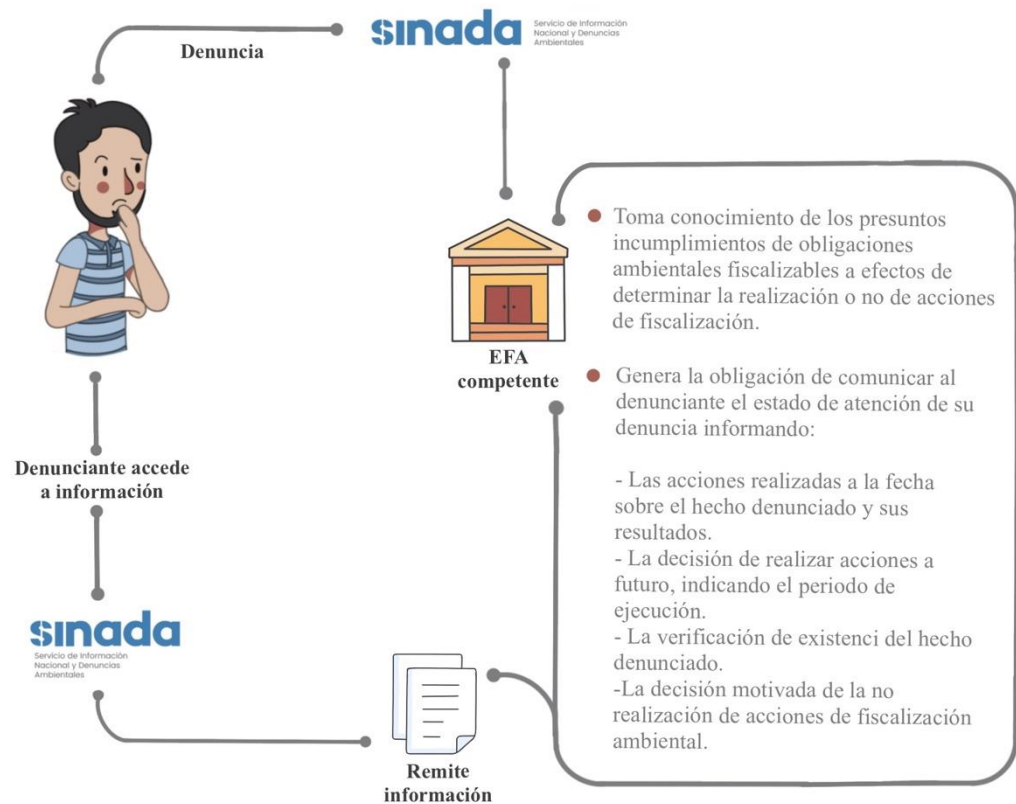 Denuncia
sınada
Servicio de Información
Nacional y Denuncias
Ambientales
Toma conocimiento de los presuntos
incumplimientos de obligaciones
ambientales fiscalizables a efectos de
determinar la realización o no de acciones
de fiscalización.
EFA
competente
Genera la obligación de comunicar al
denunciante el estado de atención de su
denuncia informando:
- Las acciones realizadas a la fecha
sobre el hecho denunciado y sus
resultados.
- La decisión de realizar acciones a
futuro, indicando el periodo de
ejecución.
- La verificación de existenci del hecho
denunciado.
-La decisión motivada de la no
realización de acciones de fiscalización
ambiental.
Remite
información
sınada
Servicio de Información
Nacional y Denuncias
Ambientales
Denunciante accede
a información